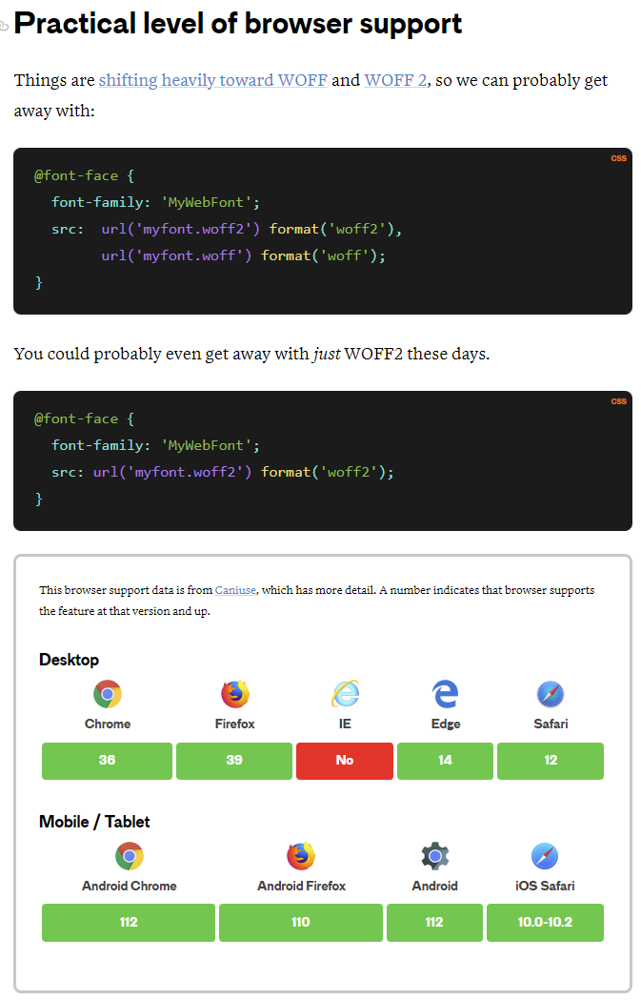 Practical level of browser support
Things are shifting heavily toward WOFF and WOFF 2, so we can probably get
away with:
CSS
@font-face {
  font-family: 'MyWebFont';
  src:  url('myfont.woff2') format('woff2'),
        url('myfont.woff') format('woff');
}
You could probably even get away with just WOFF2 these days.
CSS
@font-face {
  font-family: 'MyWebFont';
  src: url('myfont.woff2') format('woff2');
}
This browser support data is from Caniuse, which has more detail. A number indicates that browser supports
the feature at that version and up.
Desktop
Chrome Firefox IE Edge Safari
36 39 No 14 12
Mobile / Tablet
Android Chrome Android Firefox Android iOS Safari
112 110 112 10.0-10.2